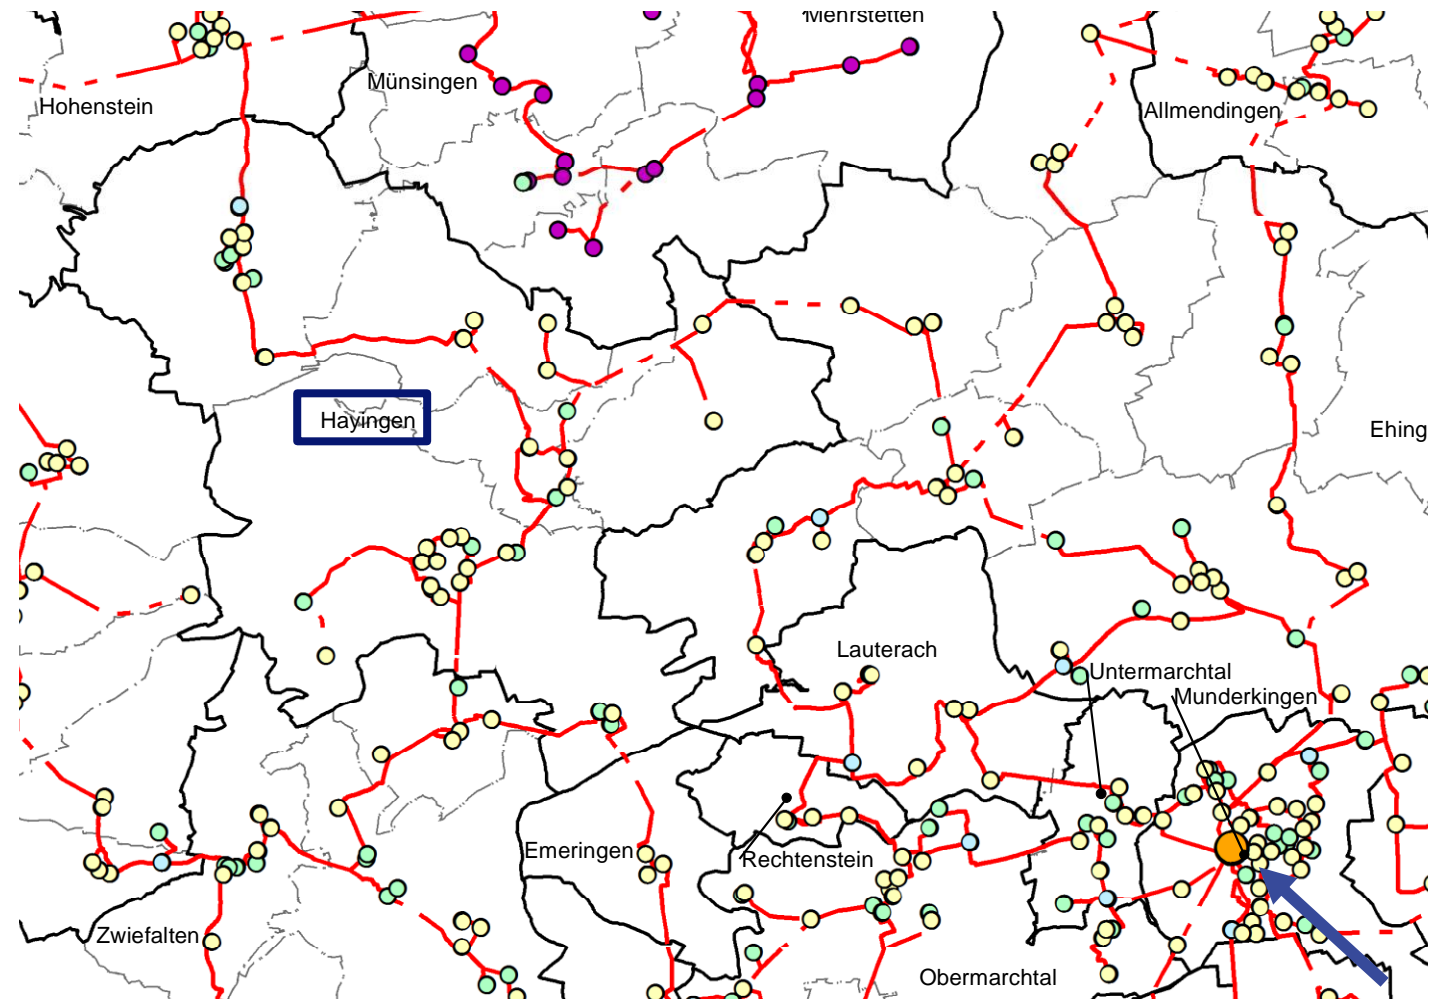 Mehrstetten
Münsingen
Hohenstein
Allmendingen
Hayingen
Ehing
Lauterach
Untermarchtal
Munderkingen
Emeringen
Rechtenstein
Zwiefalten
Obermarchtal